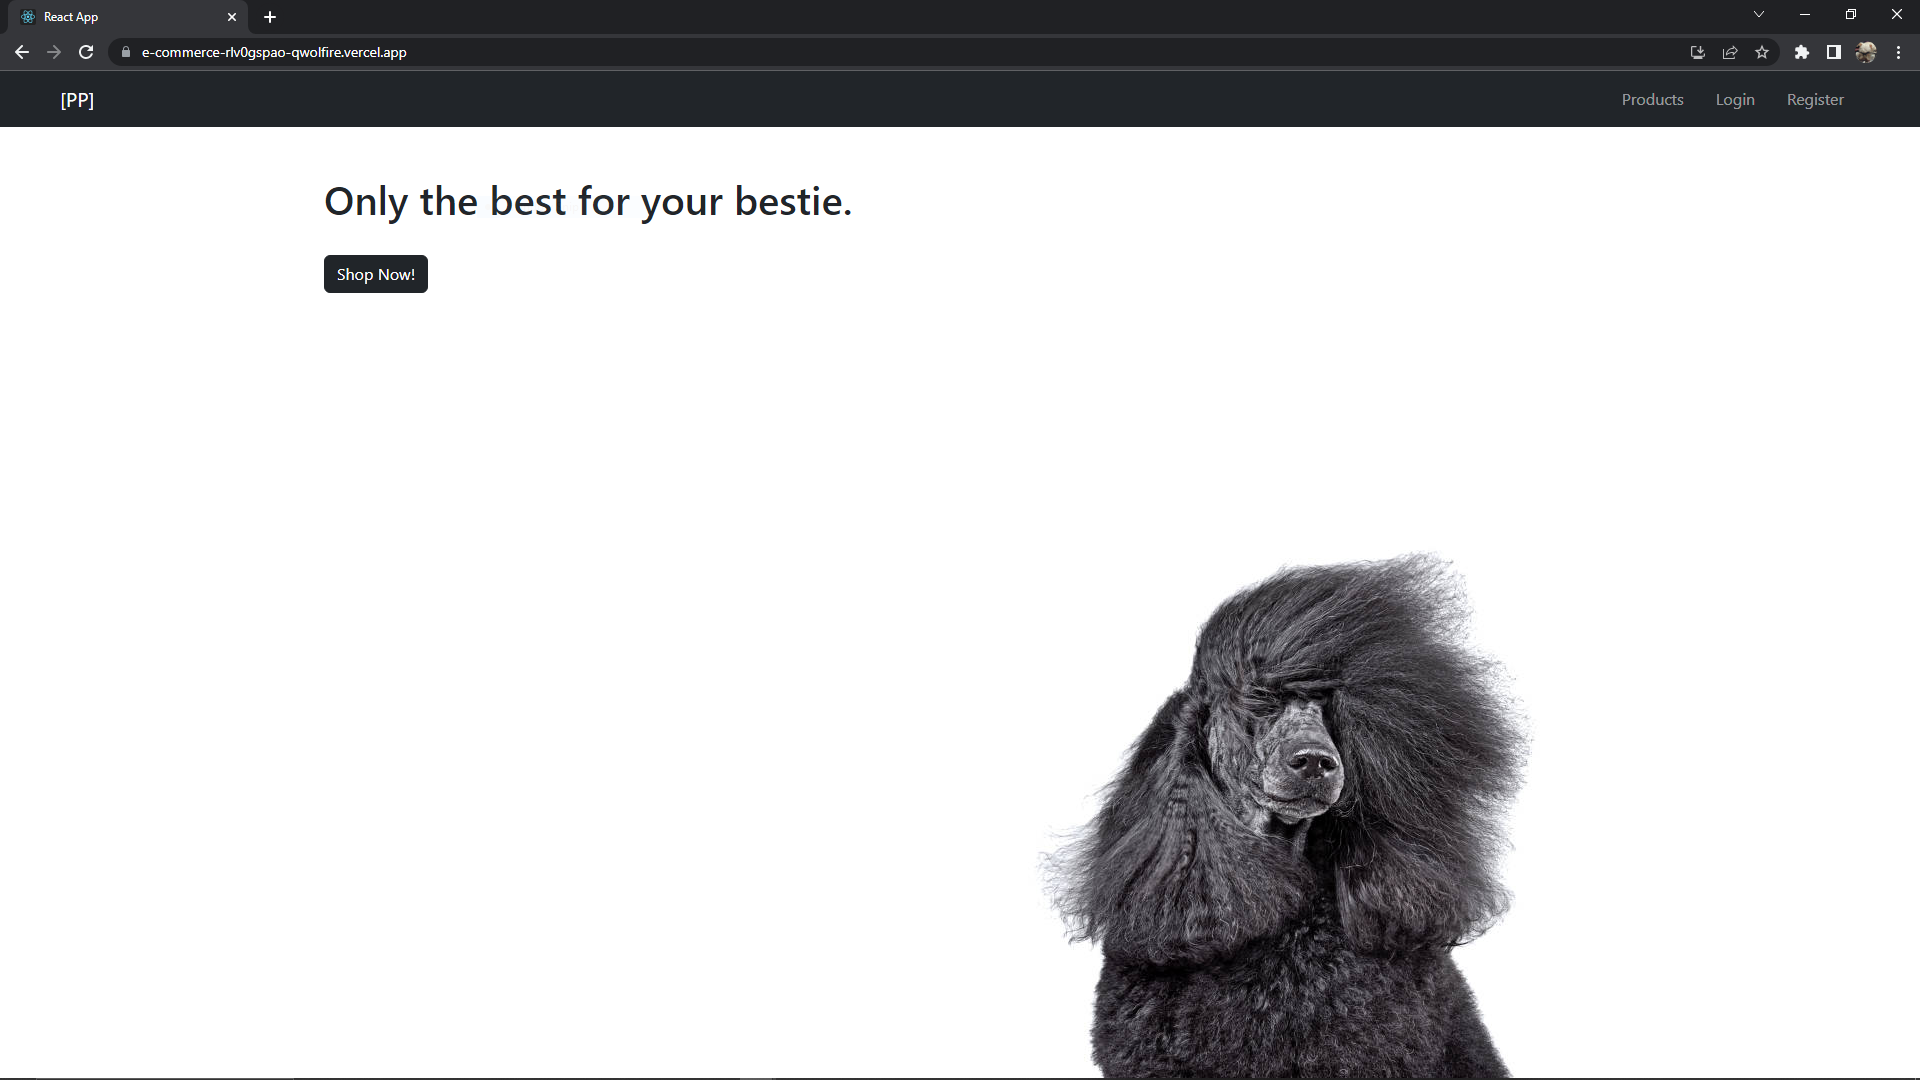 React App
e-commerce-rlv0gspao-qwolfire.vercel.app
[PP]
Products
Login
Register
Only the best for your bestie.
Shop Now!